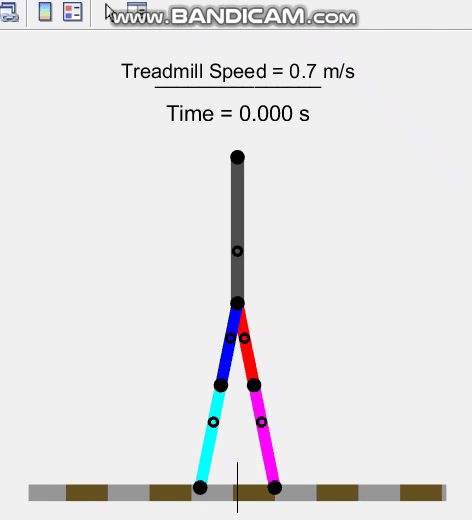 www.BANDICAM.com
Treadmill Speed = 0.7 m/s
Time = 0.000 s